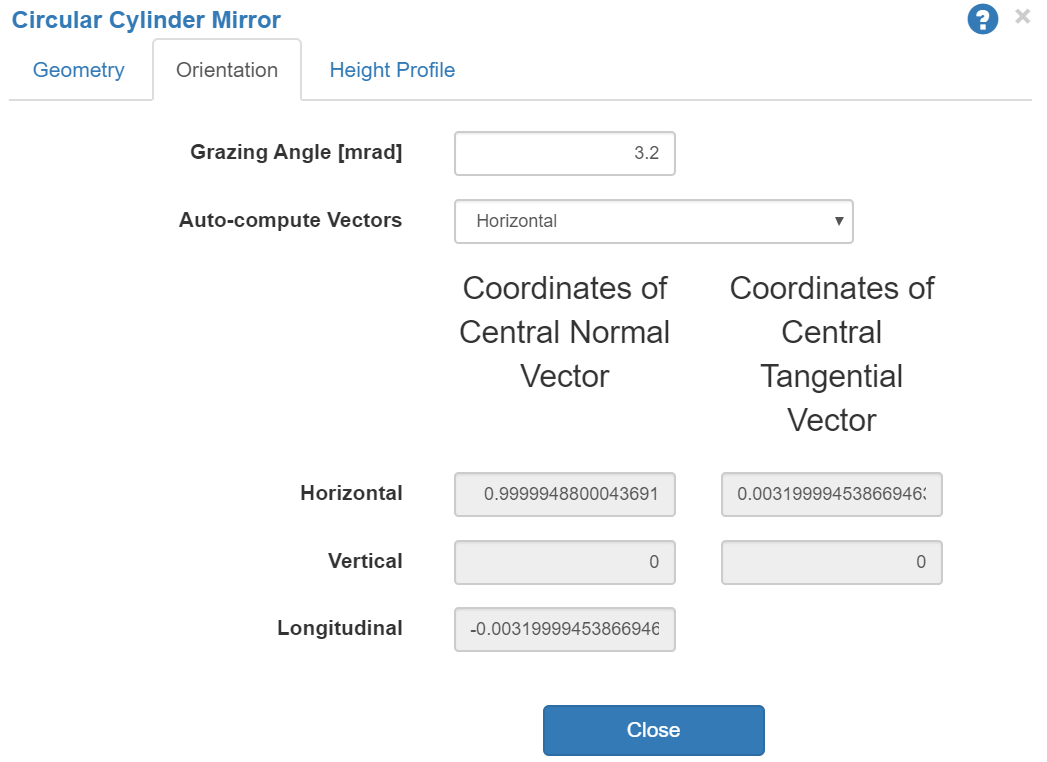 Circular Cylinder Mirror
? ×
Geometry Orientation Height Profile
Grazing Angle [mrad] 3.2
Auto-compute Vectors Horizontal ▼
Coordinates of Central Normal Vector
Coordinates of Central Tangential Vector
Horizontal 0.9999948800043691 0.0031999945386694
Vertical 0 0
Longitudinal -0.00319999453866946
Close